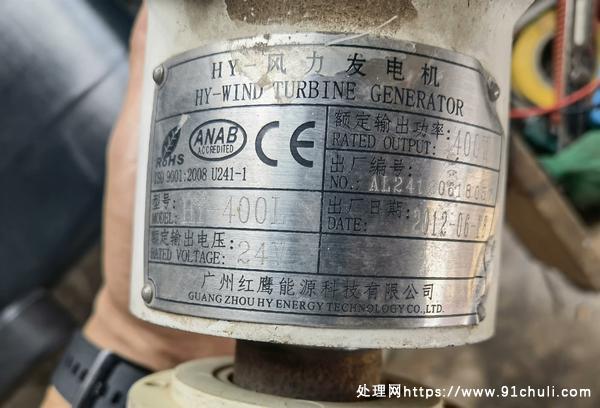 HY-风力发电机
HY-WIND TURBINE GENERATOR
RoHS
ANAB
ACCREDITED
CE
ISO 9001:2008 U241-1
额定输出功率:
RATED OUTPUT: 400W
出厂编号:
NO.:
型号:
MODEL: HY-400L
出厂日期:
DATE: 2012-06-
额定输出电压:
RATED VOLTAGE: 24V
广州红鹰能源科技有限公司
GUANG ZHOU HY ENERGY TECHNOLOGY CO.,LTD.
处理网https://www.91chuli.com